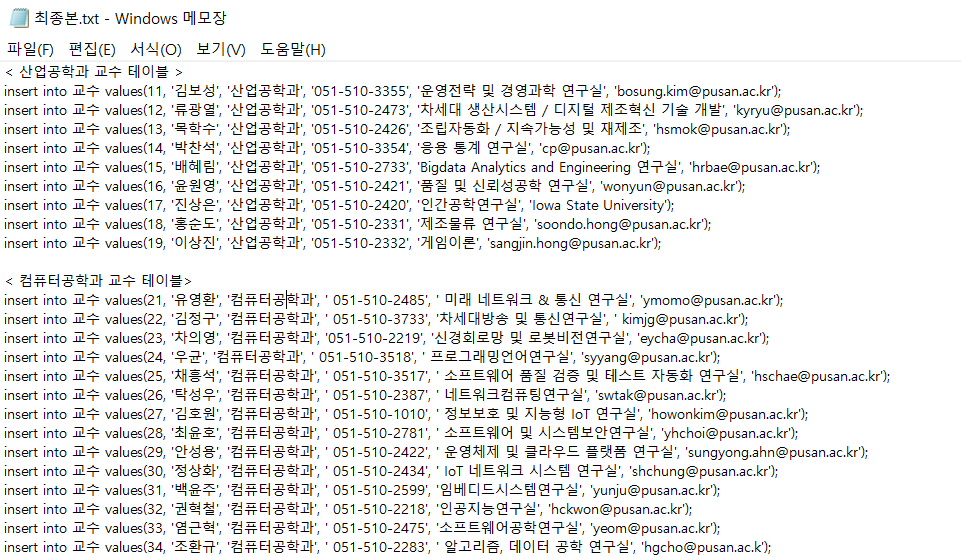 최종본.txt - Windows 메모장
파일(F) 편집(E) 서식(O) 보기(V) 도움말(H)
< 산업공학과 교수 테이블 >
insert into 교수 values(11, '김보성', '산업공학과', '051-510-3355', '운영전략 및 경영과학 연구실', 'bosung.kim@pusan.ac.kr');
insert into 교수 values(12, '류광열', '산업공학과', '051-510-2473', '차세대 생산시스템 / 디지털 제조혁신 기술 개발', 'kyryu@pusan.ac.kr');
insert into 교수 values(13, '목학수', '산업공학과', '051-510-2426', '조립자동화 / 지속가능성 및 재제조', 'hsmok@pusan.ac.kr');
insert into 교수 values(14, '박찬석', '산업공학과', '051-510-3354', '응용 통계 연구실', 'cp@pusan.ac.kr');
insert into 교수 values(15, '배혜림', '산업공학과', '051-510-2733', 'Bigdata Analytics and Engineering 연구실', 'hrbae@pusan.ac.kr');
insert into 교수 values(16, '윤원영', '산업공학과', '051-510-2421', '품질 및 신뢰성공학 연구실', 'wonyun@pusan.ac.kr');
insert into 교수 values(17, '진상은', '산업공학과', '051-510-2420', '인간공학연구실', 'Iowa State University');
insert into 교수 values(18, '홍순도', '산업공학과', '051-510-2331', '제조물류 연구실', 'soondo.hong@pusan.ac.kr');
insert into 교수 values(19, '이상진', '산업공학과', '051-510-2332', '게임이론', 'sangjin.hong@pusan.ac.kr');
< 컴퓨터공학과 교수 테이블>
insert into 교수 values(21, '유영환', '컴퓨터공학과', ' 051-510-2485', ' 미래 네트워크 & 통신 연구실', 'ymomo@pusan.ac.kr');
insert into 교수 values(22, '김정구', '컴퓨터공학과', ' 051-510-3733', '차세대방송 및 통신연구실', ' kimjg@pusan.ac.kr');
insert into 교수 values(23, '차의영', '컴퓨터공학과', '051-510-2219', '신경회로망 및 로봇비전연구실', 'eycha@pusan.ac.kr');
insert into 교수 values(24, '우균', '컴퓨터공학과', ' 051-510-3518', ' 프로그래밍언어연구실', 'syyang@pusan.ac.kr');
insert into 교수 values(25, '채흥석', '컴퓨터공학과', ' 051-510-3517', ' 소프트웨어 품질 검증 및 테스트 자동화 연구실', 'hschae@pusan.ac.kr');
insert into 교수 values(26, '탁성우', '컴퓨터공학과', ' 051-510-2387', ' 네트워크컴퓨팅연구실', 'swtak@pusan.ac.kr');
insert into 교수 values(27, '김호원', '컴퓨터공학과', ' 051-510-1010', ' 정보보호 및 지능형 IoT 연구실', 'howonkim@pusan.ac.kr');
insert into 교수 values(28, '최윤호', '컴퓨터공학과', ' 051-510-2781', ' 소프트웨어 및 시스템보안연구실', 'yhchoi@pusan.ac.kr');
insert into 교수 values(29, '안성용', '컴퓨터공학과', ' 051-510-2422', ' 운영체제 및 클라우드 플랫폼 연구실', 'sungyong.ahn@pusan.ac.kr');
insert into 교수 values(30, '정상화', '컴퓨터공학과', ' 051-510-2434', ' IoT 네트워크 시스템 연구실', 'shchung@pusan.ac.kr');
insert into 교수 values(31, '백윤주', '컴퓨터공학과', ' 051-510-2599', '임베디드시스템연구실', 'yunju@pusan.ac.kr');
insert into 교수 values(32, '권혁철', '컴퓨터공학과', ' 051-510-2218', '인공지능연구실', 'hckwon@pusan.ac.kr');
insert into 교수 values(33, '염근혁', '컴퓨터공학과', ' 051-510-2475', '소프트웨어공학연구실', 'yeom@pusan.ac.kr');
insert into 교수 values(34, '조환규', '컴퓨터공학과', ' 051-510-2283', ' 알고리즘, 데이터 공학 연구실', 'hgcho@pusan.ac.k');